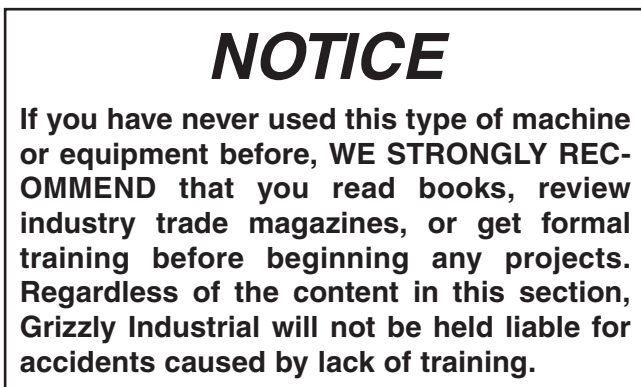 NOTICE
If you have never used this type of machine
or equipment before, WE STRONGLY REC-
OMMEND that you read books, review
industry trade magazines, or get formal
training before beginning any projects.
Regardless of the content in this section,
Grizzly Industrial will not be held liable for
accidents caused by lack of training.